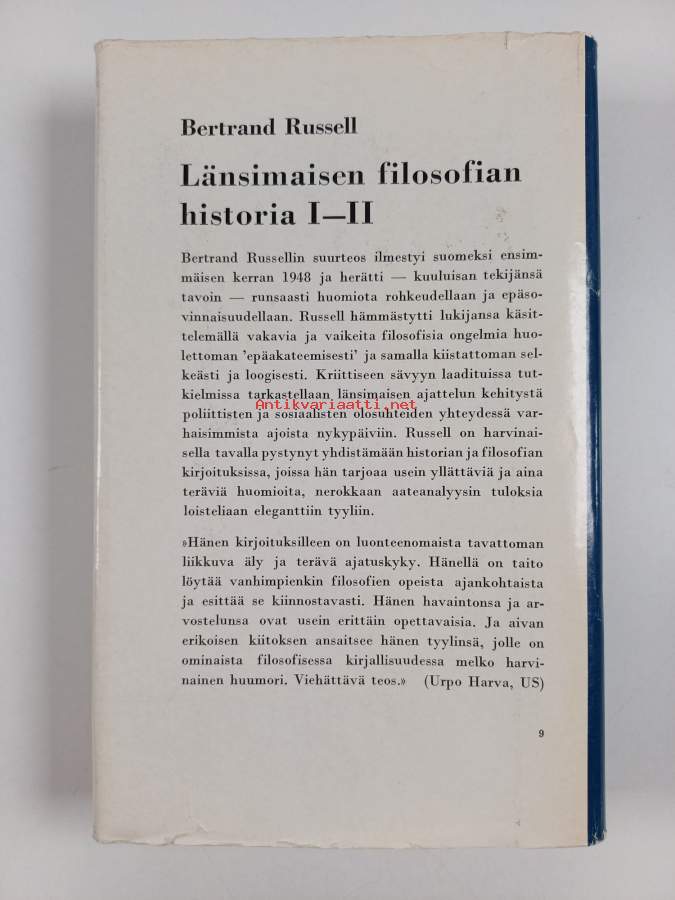 Bertrand Russell
Länsimaisen filosofian
historia I—II
Bertrand Russellin suurteos ilmestyi suomeksi ensim-
mäisen kerran 1948 ja herätti — kuuluisan tekijänsä
tavoin — runsaasti huomiota rohkeudellaan ja epäso-
vinnaisuudellaan. Russell hämmästytti lukijansa käsit-
telemällä vakavia ja vaikeita filosofisia ongelmia huo-
lettoman 'epäakateemisesti' ja samalla kiistattoman sel-
keästi ja loogisesti. Kriittiseen sävyyn laadituissa tut-
kielmissa tarkastellaan länsimaisen ajattelun kehitystä
Antikvariaatti.net
poliittisten ja sosiaalisten olosuhteiden yhteydessä var-
haisimmista ajoista nykypäiviin. Russell on harvinai-
sella tavalla pystynyt yhdistämään historian ja filosofian
kirjoituksissa, joissa hän tarjoaa usein yllättäviä ja aina
teräviä huomioita, nerokkaan aateanalyysin tuloksia
loisteliaan eleganttiin tyyliin.
»Hänen kirjoituksilleen on luonteenomaista tavattoman
liikkuva äly ja terävä ajatuskyky. Hänellä on taito
löytää vanhimpienkin filosofien opeista ajankohtaista
ja esittää se kiinnostavasti. Hänen havaintonsa ja ar-
vostelunsa ovat usein erittäin opettavaisia. Ja aivan
erikoisen kiitoksen ansaitsee hänen tyylinsä, jolle on
ominaista filosofisessa kirjallisuudessa melko harvi-
nainen huumori. Viehättävä teos.» (Urpo Harva, US)
9